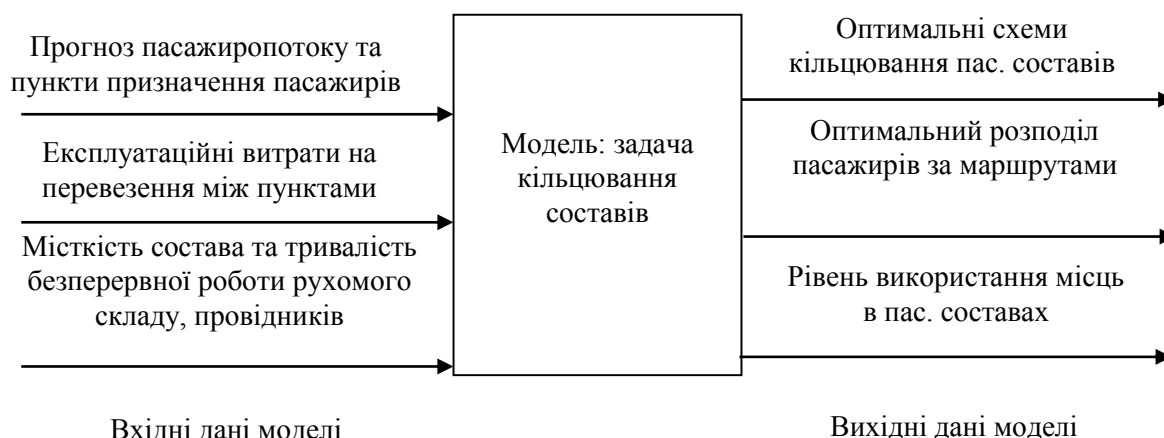 Прогноз пасажиропотоку та
пункти призначення пасажирів
Експлуатаційні витрати на
перевезення між пунктами
Місткість состава та тривалість
безперервної роботи рухомого
складу, провідників
Вхідні дані моделі
Модель: задача
кільцювання
составів
Оптимальні схеми
кільцювання пас. составів
Оптимальний розподіл
пасажирів за маршрутами
Рівень використання місць
в пас. составах
Вихідні дані моделі